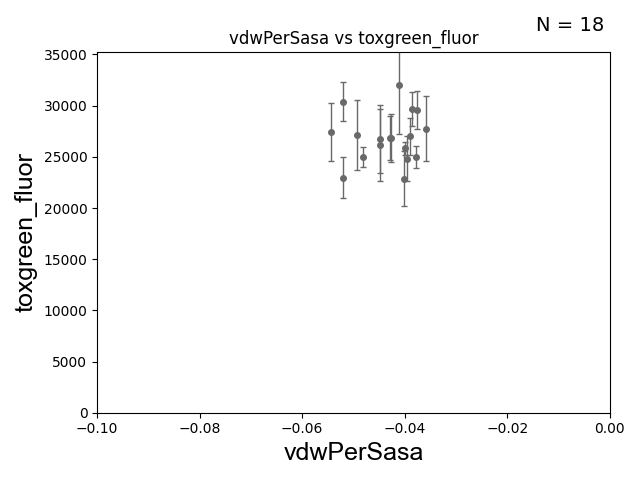 N = 18
vdwPerSasa vs toxgreen_fluor
35000
30000
25000
20000
15000
10000
5000
0
toxgreen_fluor
−0.10 −0.08 −0.06 −0.04 −0.02 0.00
vdwPerSasa